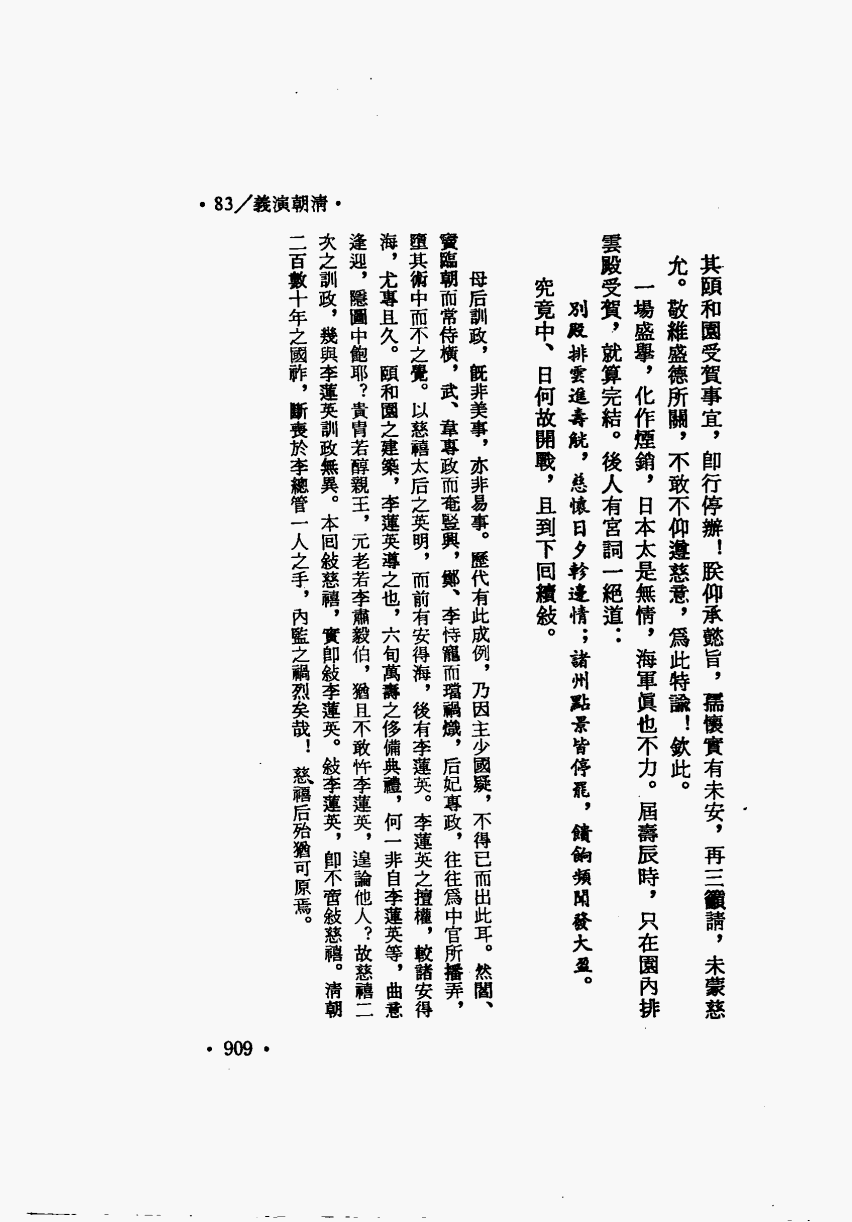 ・清朝演義/83・
其頤和園受賀事宜，卽行停辦！朕仰承懿旨，孺懷實有未安，再三籲請，未蒙慈
允。敬維盛德所關，不敢不仰遵慈意，爲此特諭！欽此。
一場盛舉，化作煙銷，日本太是無情，海軍眞也不力。屆壽辰時，只在園內排
雲殿受賀，就算完結。後人有宮詞一絕道：
別殿排雲進壽觥，慈懷日夕軫邊情；諸州點景皆停罷，饋餉頻聞發大盈。
究竟中、日何故開戰，且到下回續敍。
母后訓政，旣非美事，亦非易事。歷代有此成例，乃因主少國疑，不得已而出此耳。然閻、
竇臨朝而常侍橫，武、韋專政而奄豎興，鄭、李恃寵而璫禍熾，后妃專政，往往爲中官所播弄，
墮其術中而不之覺。以慈禧太后之英明，而前有安得海，後有李蓮英。李蓮英之擅權，較諸安得
海，尤專且久。頤和園之建築，李蓮英導之也，六旬萬壽之侈備典禮，何一非自李蓮英等，曲意
逢迎，隱圖中飽耶？貴胄若醇親王，元老若李肅毅伯，猶且不敢忤李蓮英，遑論他人？故慈禧二
次之訓政，幾與李蓮英訓政無異。本回敍慈禧，實卽敍李蓮英。敍李蓮英，卽不啻敍慈禧。淸朝
二百數十年之國祚，斷喪於李總管一人之手，內監之禍烈矣哉！慈禧后殆猶可原焉。
・909・